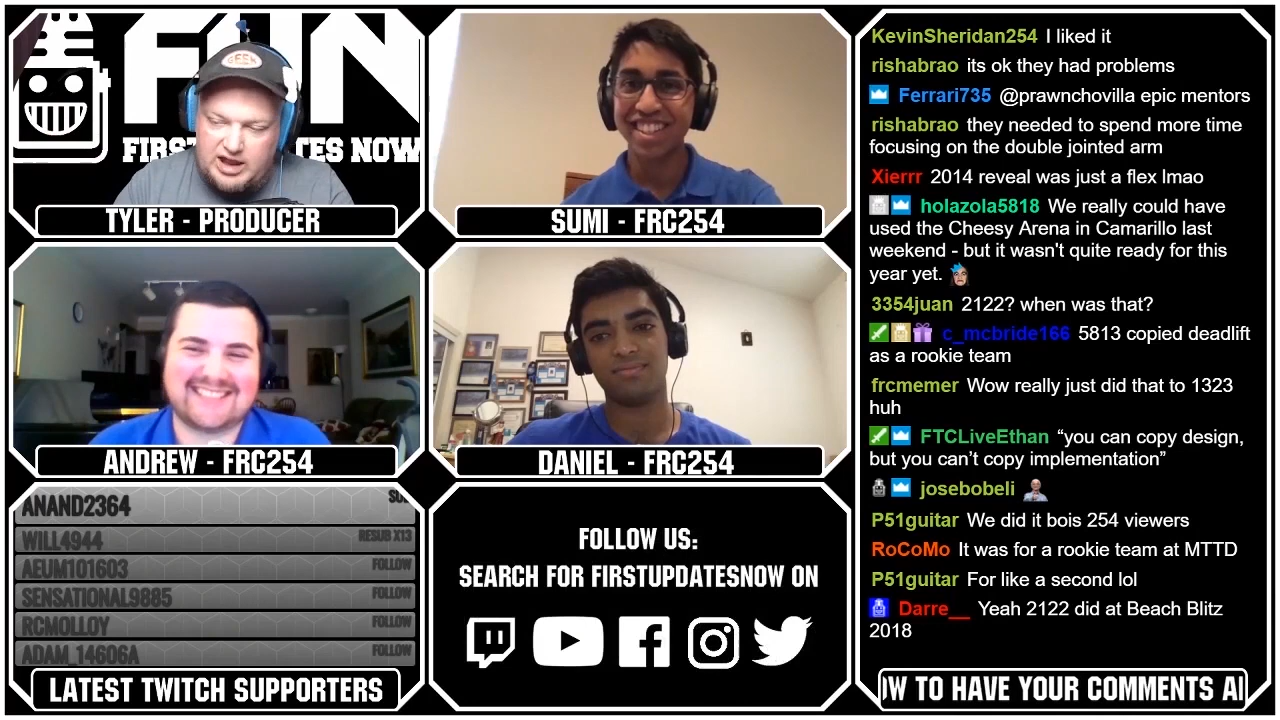 GEEK
FUN
FIRST UPDATES NOW
TYLER - PRODUCER
SUMI - FRC254
ANDREW - FRC254
DANIEL - FRC254
ANAND2364
WILL4944 RESUB X13
AEUM101603 FOLLOW
SENSATIONAL9885 FOLLOW
RCMOLLOY FOLLOW
ADAM_14606A FOLLOW
LATEST TWITCH SUPPORTERS
FOLLOW US:
SEARCH FOR FIRSTUPDATESNOW ON
KevinSheridan254 I liked it
rishabrao its ok they had problems
Ferrari735 @prawnchovilla epic mentors
rishabrao they needed to spend more time
focusing on the double jointed arm
Xierrr 2014 reveal was just a flex lmao
holazola5818 We really could have
used the Cheesy Arena in Camarillo last
weekend - but it wasn't quite ready for this
year yet.
3354juan 2122? when was that?
c_mcbride166 5813 copied deadlift
as a rookie team
frcmemer Wow really just did that to 1323
huh
FTCLiveEthan “you can copy design,
but you can’t copy implementation”
josebobeli
P51guitar We did it bois 254 viewers
RoCoMo It was for a rookie team at MTTD
P51guitar For like a second lol
Darre__ Yeah 2122 did at Beach Blitz
2018
OW TO HAVE YOUR COMMENTS